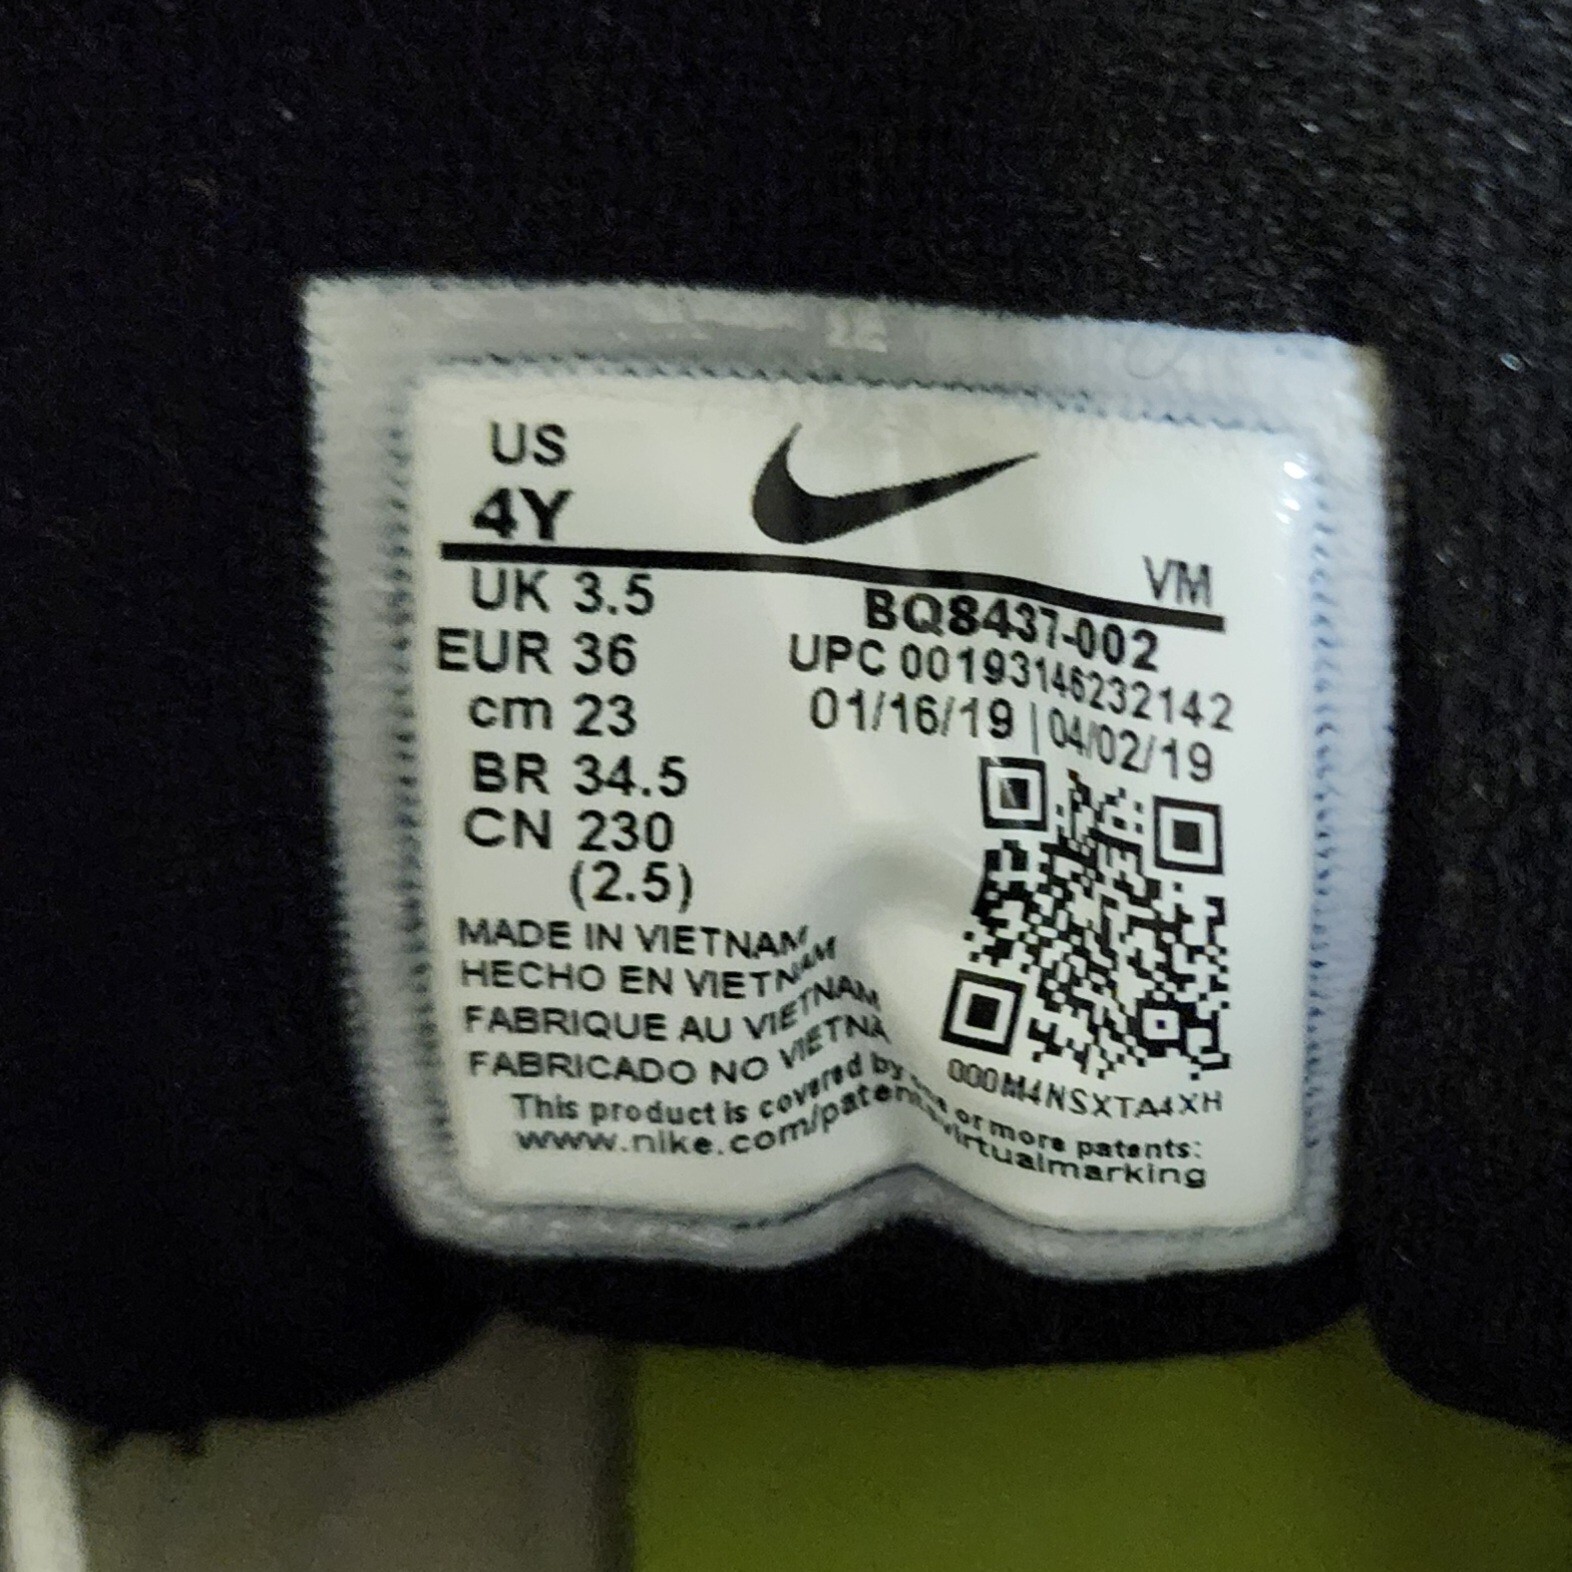 US
4Y
VM
UK 3.5
EUR 36
cm 23
BR 34.5
CN 230
(2.5)
BQ8437-002
UPC 00193146232142
01/16/19 | 04/02/19
000M4NSXTA4XH
MADE IN VIETNAM
HECHO EN VIETNAM
FABRIQUE AU VIETNAM
FABRICADO NO VIETNA
This product is covered by one or more patents:
www.nike.com/patents-virtualmarking